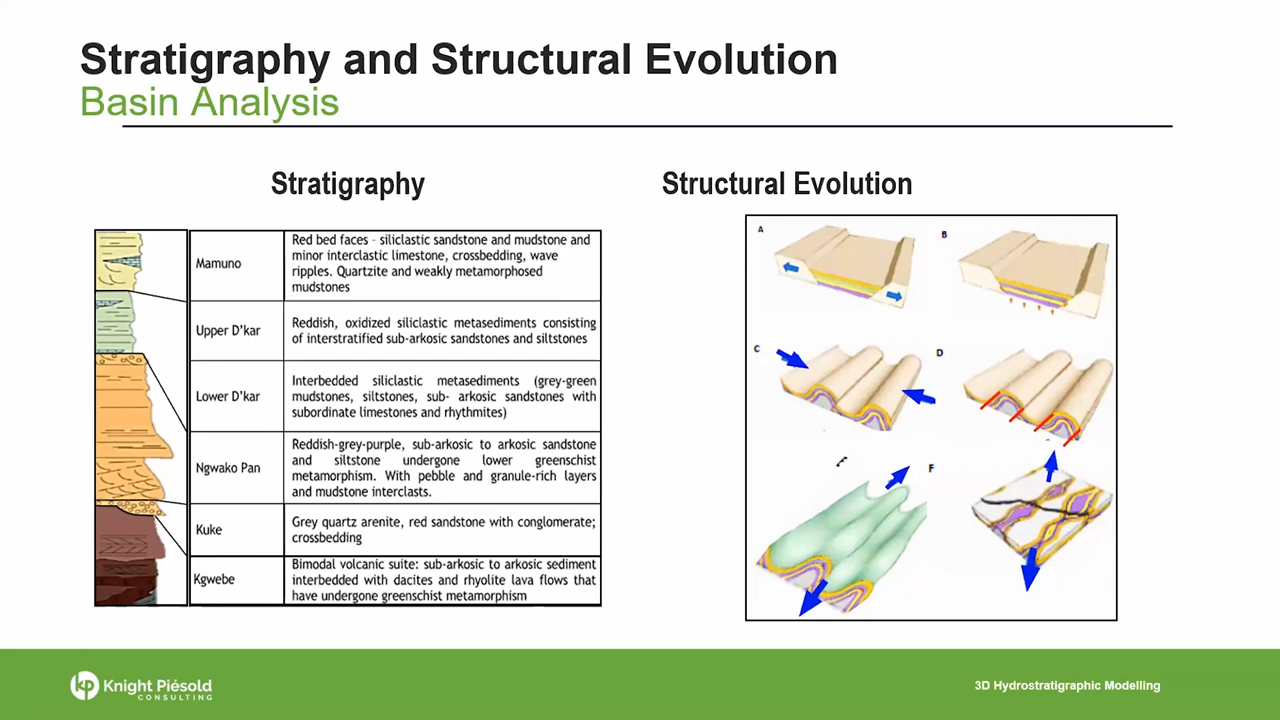 Stratigraphy and Structural Evolution
Basin Analysis
Stratigraphy
Mamuno
Red bed faces - siliclastic sandstone and mudstone and
minor interclastic limestone, crossbedding, wave
ripples. Quartzite and weakly metamorphosed
mudstones
Upper D'kar
Reddish, oxidized siliclastic metasediments consisting
of interstratified sub-arkosic sandstones and siltstones
Lower D'kar
Interbedded siliclastic metasediments (grey-green
mudstones, siltstones, sub- arkosic sandstones with
subordinate limestones and rhythmites)
Ngwako Pan
Reddish-grey-purple, sub-arkosic to arkosic sandstone
and siltstone undergone lower greenschist
metamorphism. With pebble and granule-rich layers
and mudstone interclasts.
Kuke
Grey quartz arenite, red sandstone with conglomerate;
crossbedding
Kgwebe
Bimodal volcanic suite: sub-arkosic to arkosic sediment
interbedded with dacites and rhyolite lava flows that
have undergone greenschist metamorphism
Structural Evolution
A
B
C
D
F
kp Knight Piésold
CONSULTING
3D Hydrostratigraphic Modelling